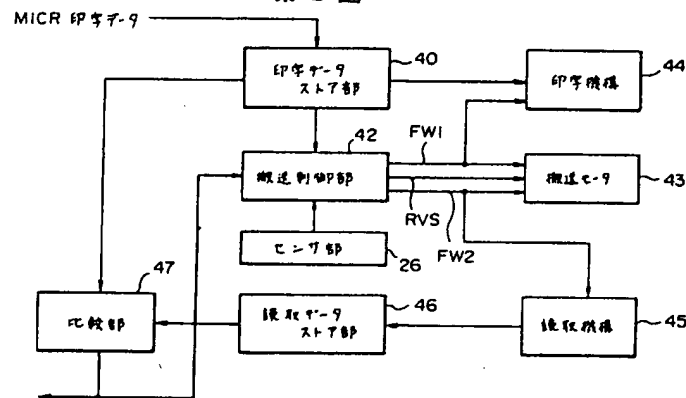 MICR 印字データ
40
印字データ
ストア部
44
印字機構
42
FW1
搬送制御部
搬送モータ
43
RVS
FW2
センサ部
26
47
比較部
46
読取データ
ストア部
読取機構
45